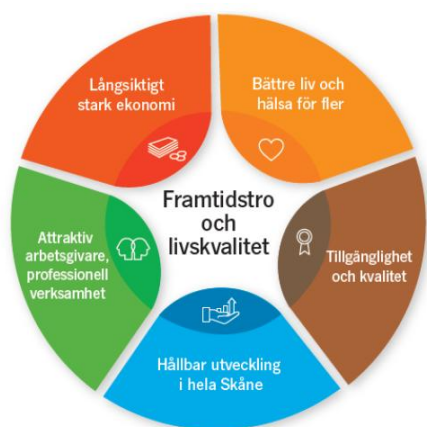 Långsiktigt
stark ekonomi
Bättre liv och
hälsa för fler
Framtidstro
och
livskvalitet
Attraktiv
arbetsgivare,
professionell
verksamhet
Tillgänglighet
och kvalitet
Hållbar utveckling
i hela Skåne